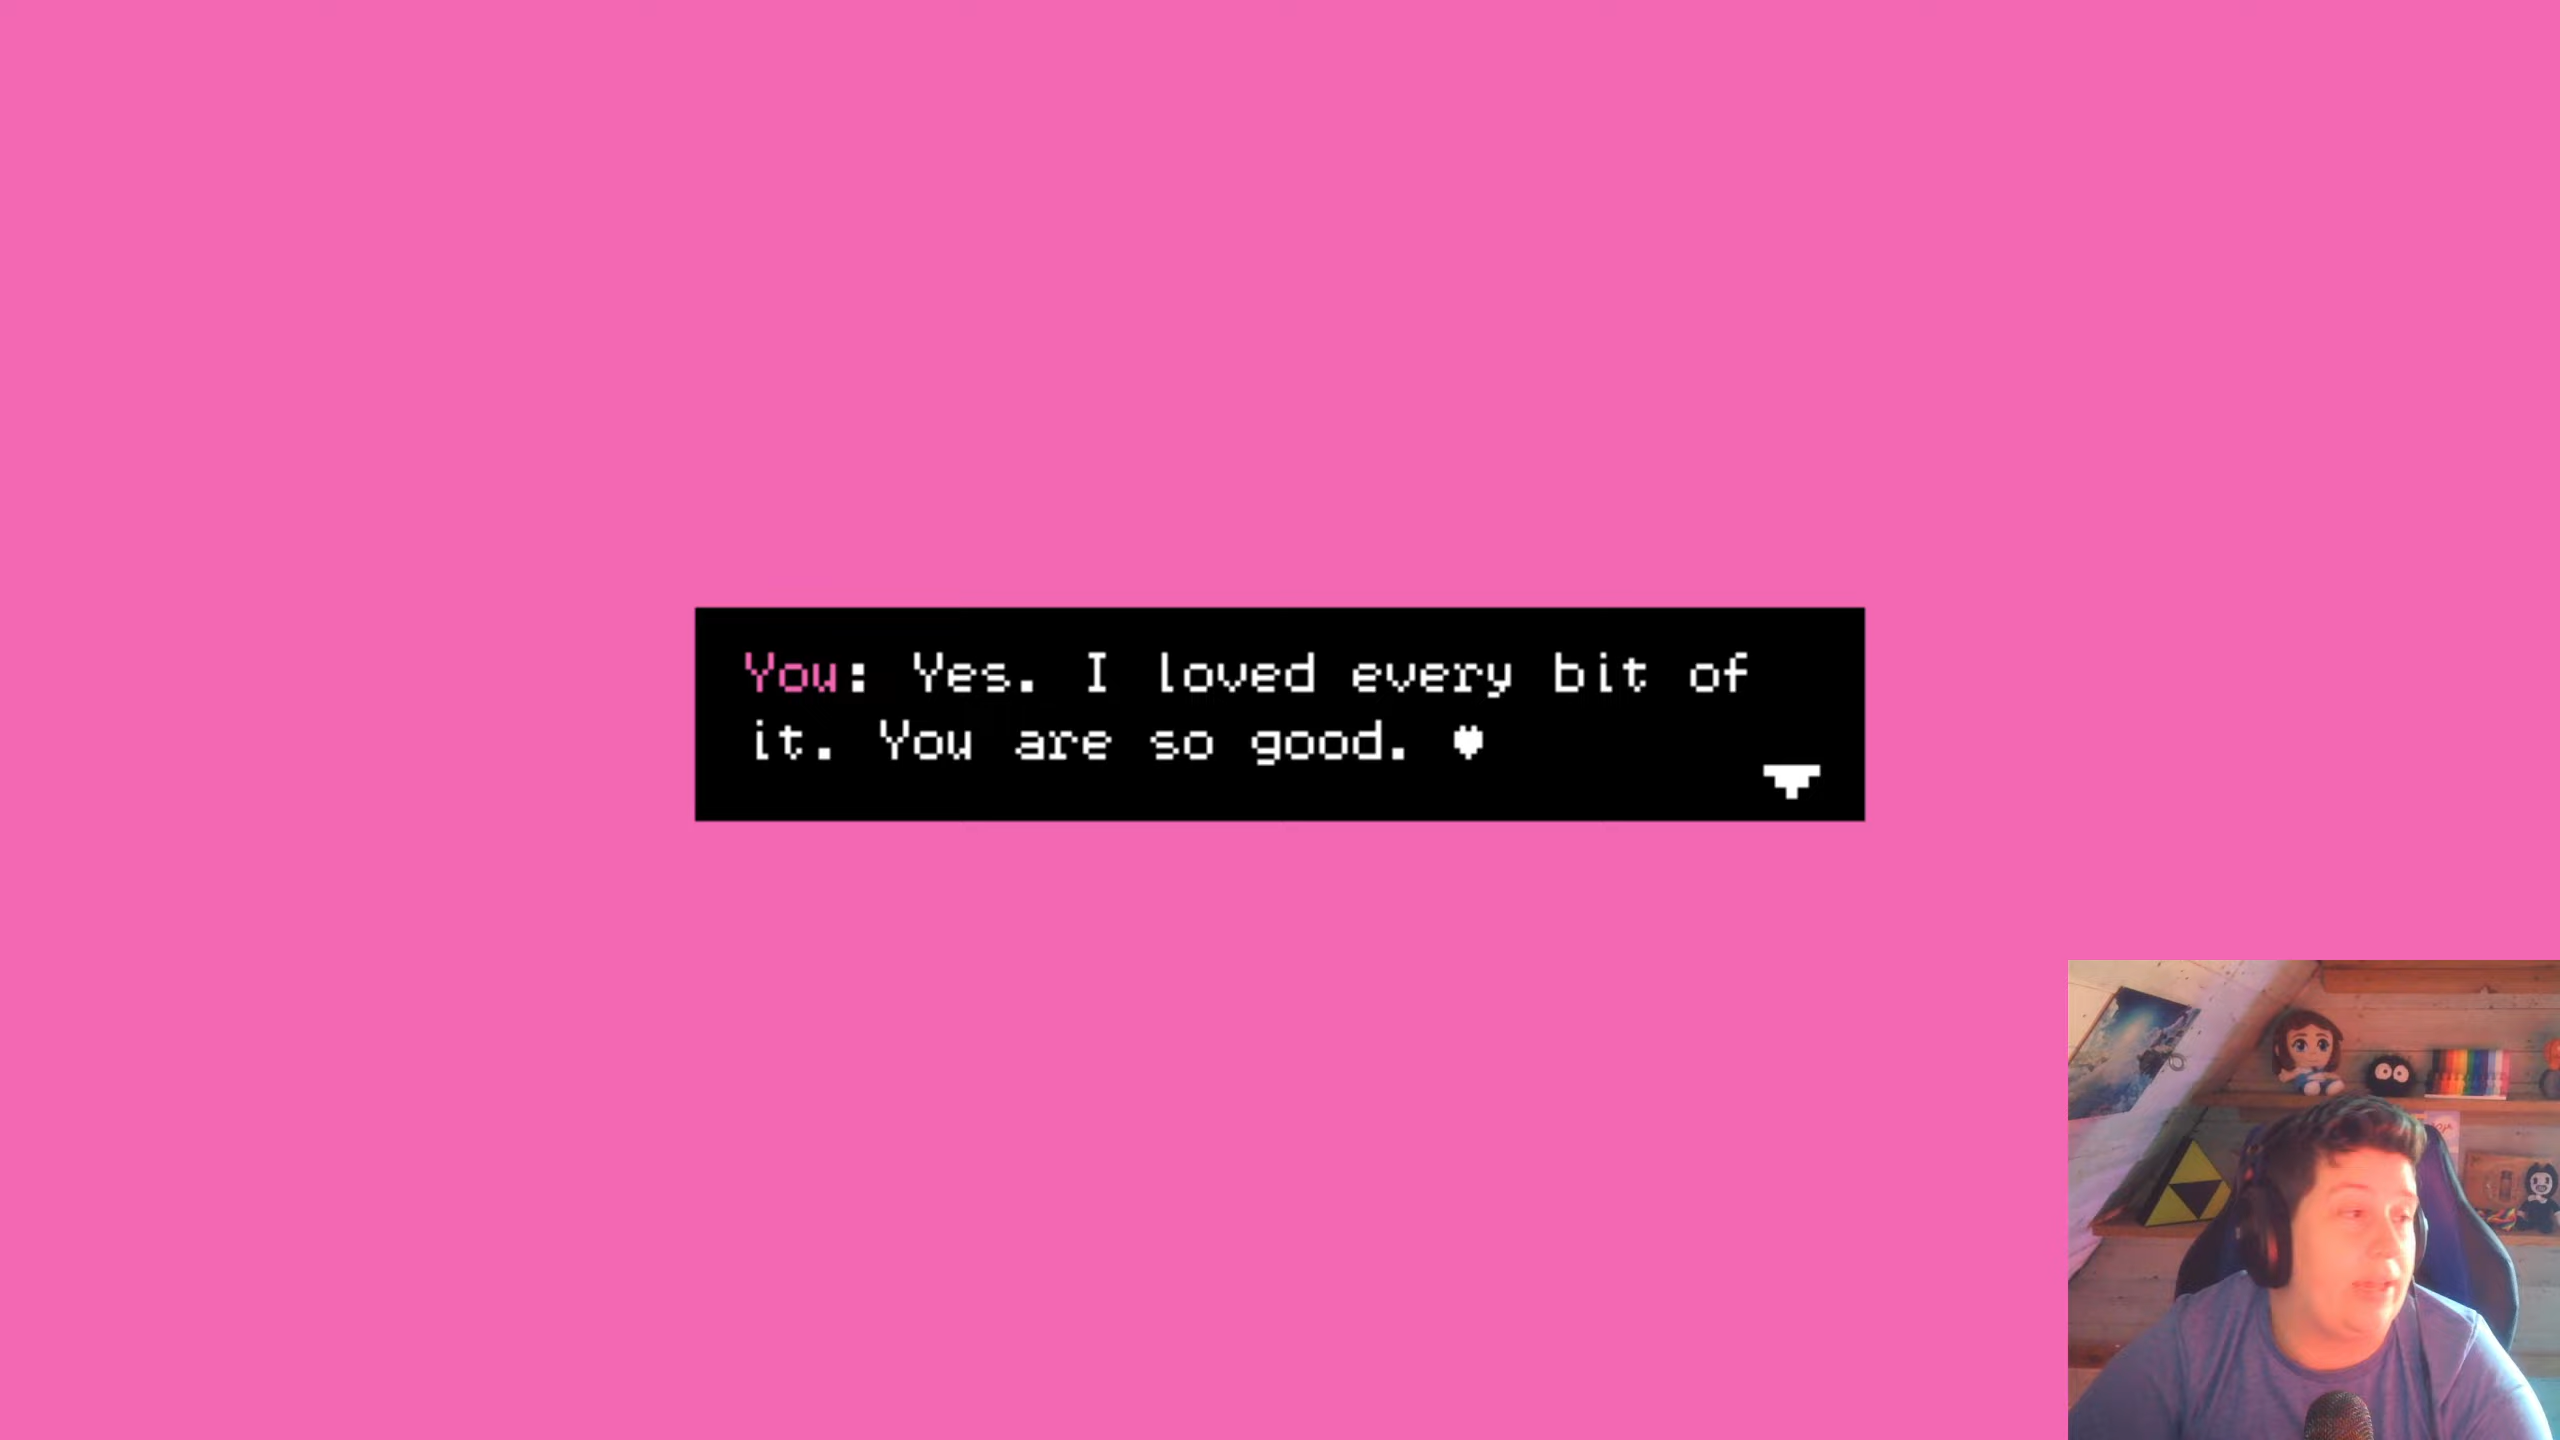 You: Yes. I loved every bit of
it. You are so good. ♥